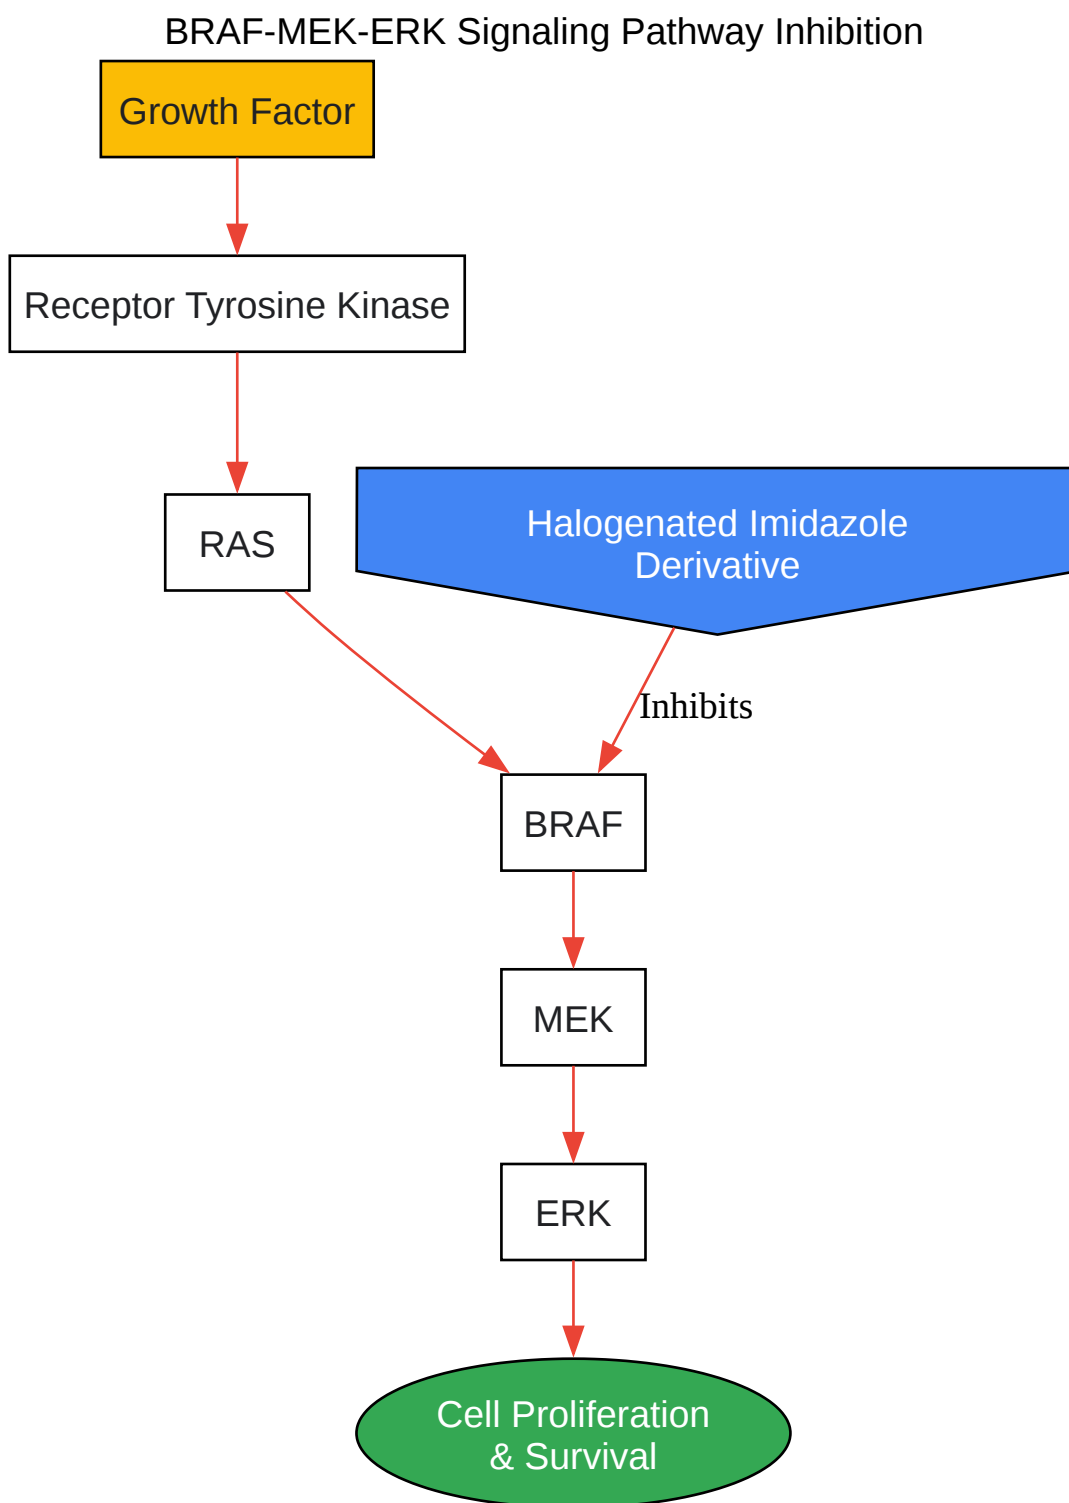 BRAF-MEK-ERK Signaling Pathway Inhibition
Growth Factor
Receptor Tyrosine Kinase
RAS
Halogenated Imidazole
Derivative
Inhibits
BRAF
MEK
ERK
Cell Proliferation
& Survival